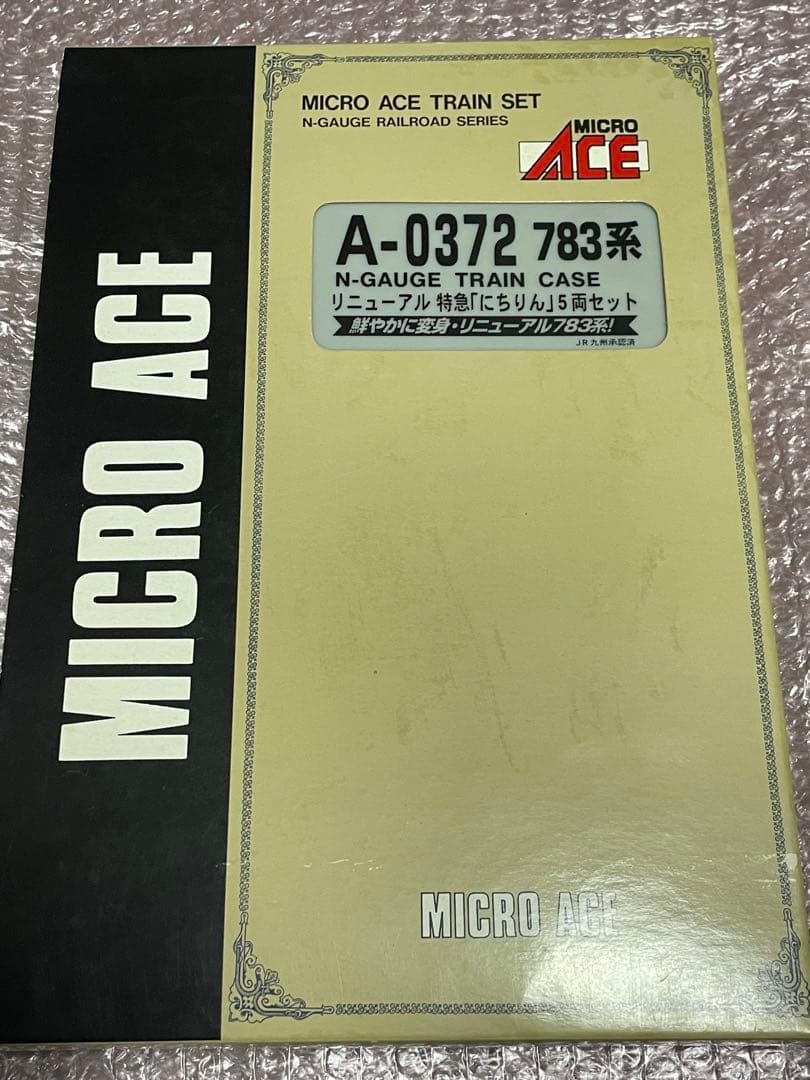 MICRO ACE
MICRO ACE TRAIN SET
N-GAUGE RAILROAD SERIES
MICRO
ACE
A-0372 783系
N-GAUGE TRAIN CASE
リニューアル 特急「にちりん」5両セット
鮮やかに変身・リニューアル783系!
JR九州承認済
MICRO ACE